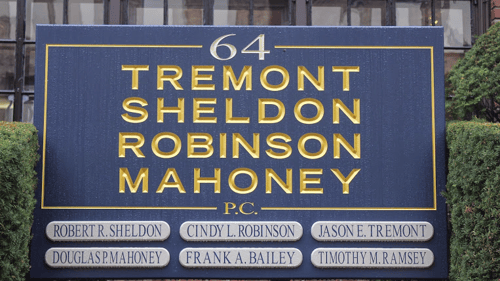 64
TREMONT
SHELDON
ROBINSON
MAHONEY
P.C.
ROBERT R. SHELDON CINDY L. ROBINSON JASON E. TREMONT
DOUGLAS P. MAHONEY FRANK A. BAILEY TIMOTHY M. RAMSEY